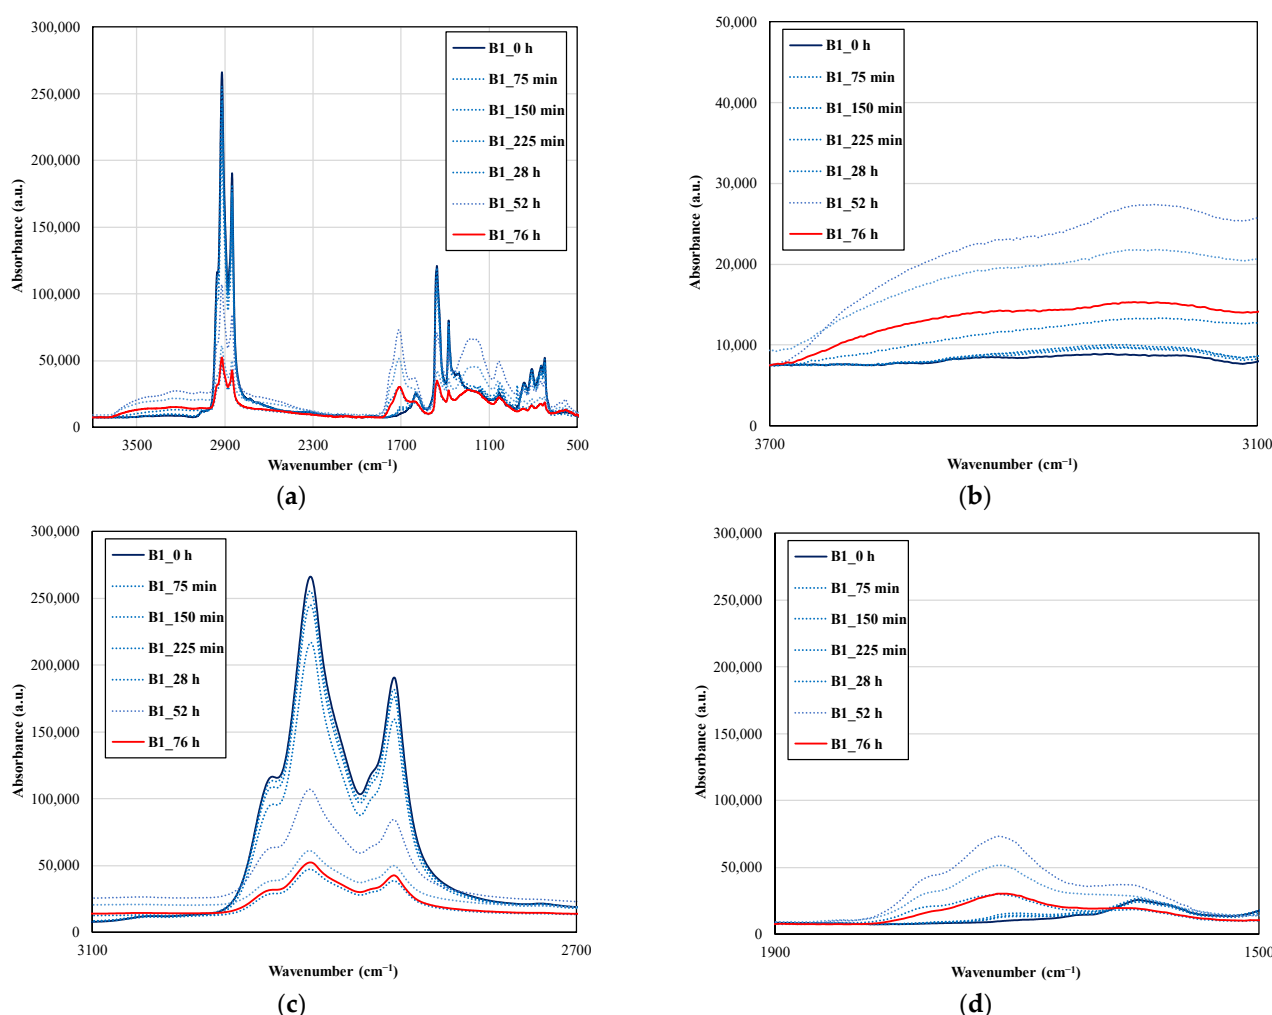 300,000
250,000
200,000
150,000
100,000
50,000
0
Absorbance (a.u.)
3500 2900 2300 1700 1100 500
Wavenumber (cm⁻¹)
B1_0 h
B1_75 min
B1_150 min
B1_225 min
B1_28 h
B1_52 h
B1_76 h
(a)
50,000
40,000
30,000
20,000
10,000
0
Absorbance (a.u.)
3700 3100
Wavenumber (cm⁻¹)
B1_0 h
B1_75 min
B1_150 min
B1_225 min
B1_28 h
B1_52 h
B1_76 h
(b)
300,000
250,000
200,000
150,000
100,000
50,000
0
Absorbance (a.u.)
3100 2700
Wavenumber (cm⁻¹)
B1_0 h
B1_75 min
B1_150 min
B1_225 min
B1_28 h
B1_52 h
B1_76 h
(c)
300,000
250,000
200,000
150,000
100,000
50,000
0
Absorbance (a.u.)
1900 1500
Wavenumber (cm⁻¹)
B1_0 h
B1_75 min
B1_150 min
B1_225 min
B1_28 h
B1_52 h
B1_76 h
(d)